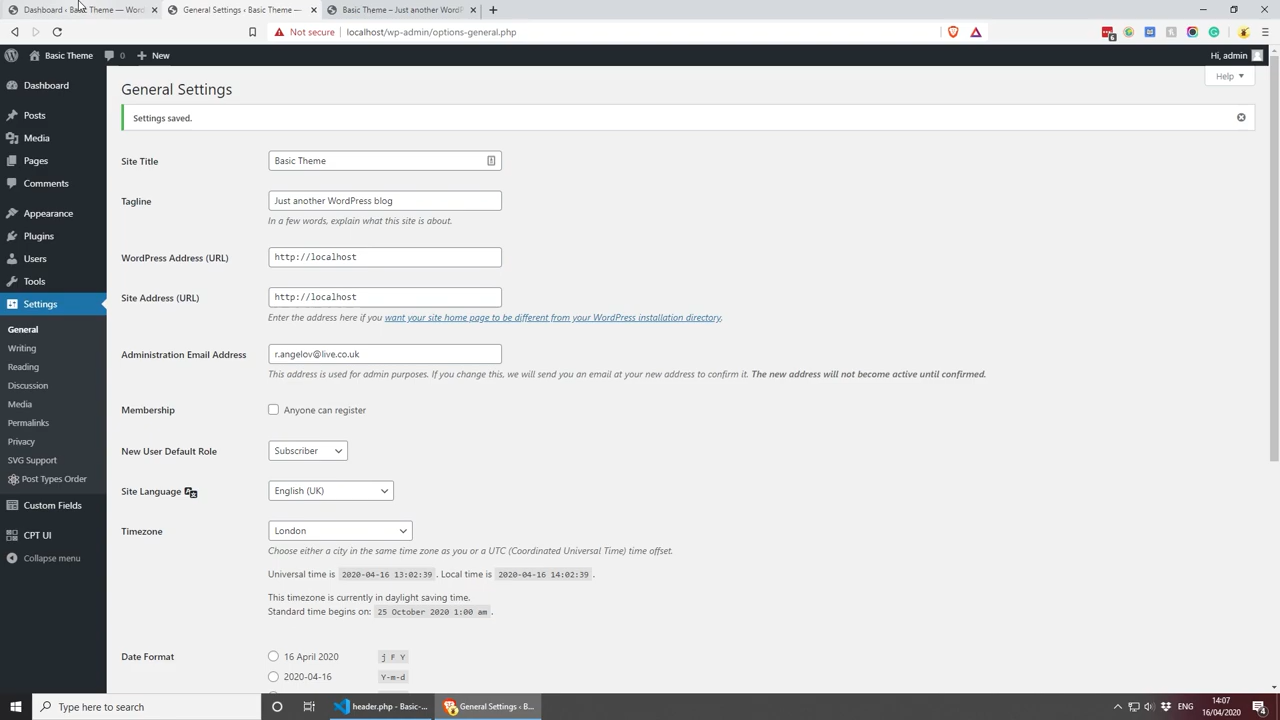 Dashboard ‹ Basic Theme — Word
General Settings ‹ Basic Theme —
Basic Theme – Just another WordP
Not secure
localhost/wp-admin/options-general.php
Basic Theme
0
New
Hi, admin
Dashboard
Posts
Media
Pages
Comments
Appearance
Plugins
Users
Tools
Settings
General
Writing
Reading
Discussion
Media
Permalinks
Privacy
SVG Support
Post Types Order
Custom Fields
CPT UI
Collapse menu
Help
General Settings
Settings saved.
Site Title
Basic Theme
Tagline
Just another WordPress blog
In a few words, explain what this site is about.
WordPress Address (URL)
http://localhost
Site Address (URL)
http://localhost
Enter the address here if you want your site home page to be different from your WordPress installation directory.
Administration Email Address
r.angelov@live.co.uk
This address is used for admin purposes. If you change this, we will send you an email at your new address to confirm it. The new address will not become active until confirmed.
Membership
Anyone can register
New User Default Role
Subscriber
Site Language
English (UK)
Timezone
London
Choose either a city in the same time zone as you or a UTC (Coordinated Universal Time) time offset.
Universal time is 2020-04-16 13:02:39. Local time is 2020-04-16 14:02:39.
This timezone is currently in daylight saving time.
Standard time begins on: 25 October 2020 1:00 am.
Date Format
16 April 2020
j F Y
2020-04-16
Y-m-d
Type here to search
header.php - Basic-...
General Settings ‹ B...
ENG
14:07
16/04/2020
4